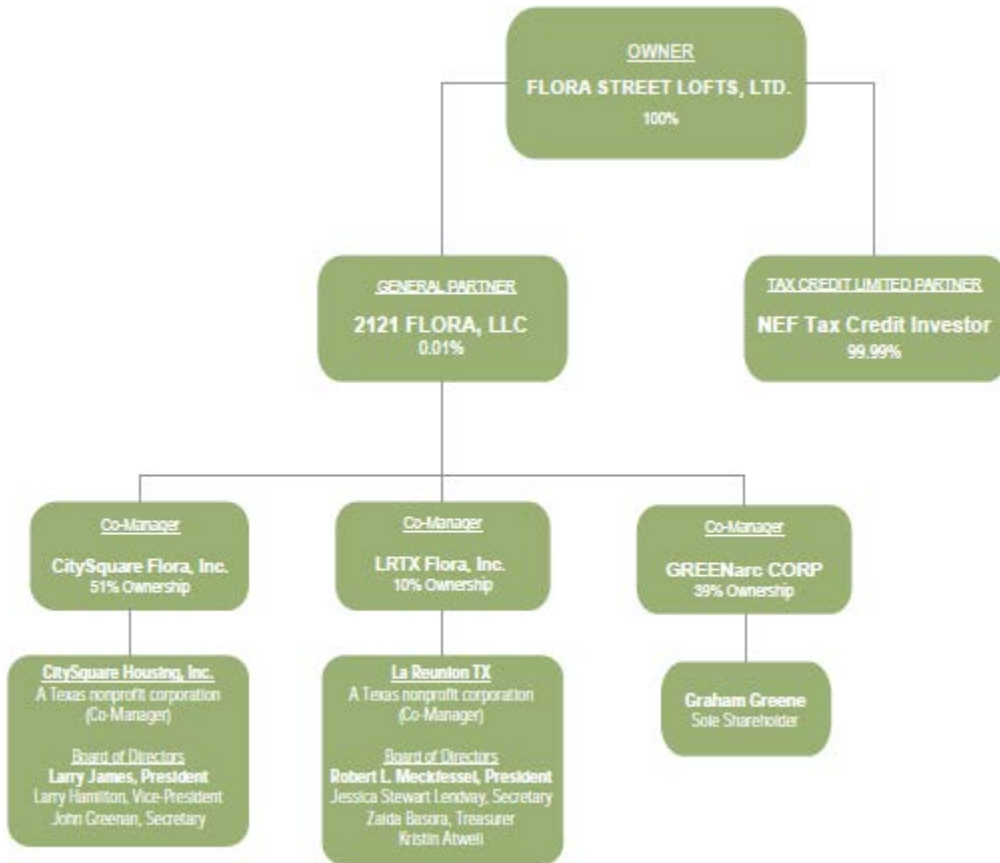 OWNER
FLORA STREET LOFTS, LTD.
100%
GENERAL PARTNER
2121 FLORA, LLC
0.01%
TAX CREDIT LIMITED PARTNER
NEF Tax Credit Investor
99.99%
Co-Manager
CitySquare Flora, Inc.
51% Ownership
Co-Manager
LRTX Flora, Inc.
10% Ownership
Co-Manager
GREENarc CORP
39% Ownership
CitySquare Housing, Inc.
A Texas nonprofit corporation
(Co-Manager)
Board of Directors
Larry James, President
Larry Hamilton, Vice-President
John Greenan, Secretary
La Reunion TX
A Texas nonprofit corporation
(Co-Manager)
Board of Directors
Robert L. Meckfessel, President
Jessica Stewart Lendvay, Secretary
Zaida Basora, Treasurer
Kristin Atwell
Graham Greene
Sole Shareholder